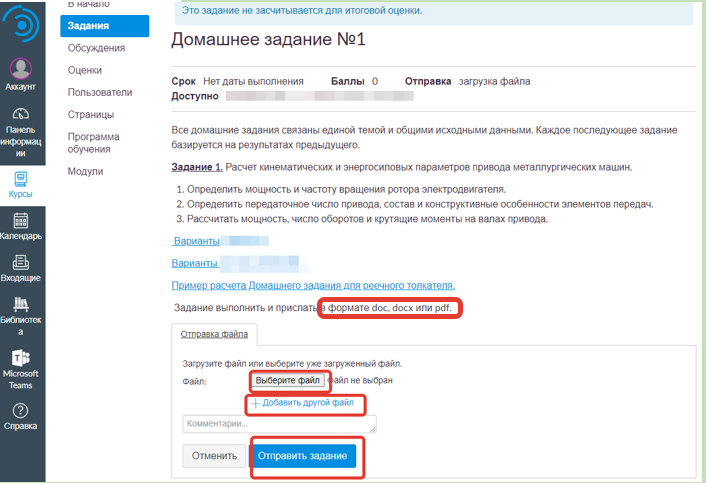 В начало
Задания
Обсуждения
Оценки
Пользователи
Страницы
Программа
обучения
Модули
Аккаунт
Панель
информац
ии
Курсы
Календарь
Входящие
Библиотек
а
Microsoft
Teams
Справка
Это задание не засчитывается для итоговой оценки.
Домашнее задание №1
Срок Нет даты выполнения Баллы 0 Отправка загрузка файла
Доступно
Все домашние задания связаны единой темой и общими исходными данными. Каждое последующее задание
базируется на результатах предыдущего.
Задание 1. Расчет кинематических и энергосиловых параметров привода металлургических машин.
1. Определить мощность и частоту вращения ротора электродвигателя.
2. Определить передаточное число привода, состав и конструктивные особенности элементов передач.
3. Рассчитать мощность, число оборотов и крутящие моменты на валах привода.
Варианты
Варианты
Пример расчета Домашнего задания для реечного толкателя.
Задание выполнить и прислать в формате doc, docx или pdf.
Отправка файла
Загрузите файл или выберите уже загруженный файл.
Файл: Выберите файл Файл не выбран
+ Добавить другой файл
Комментарии...
Отменить Отправить задание